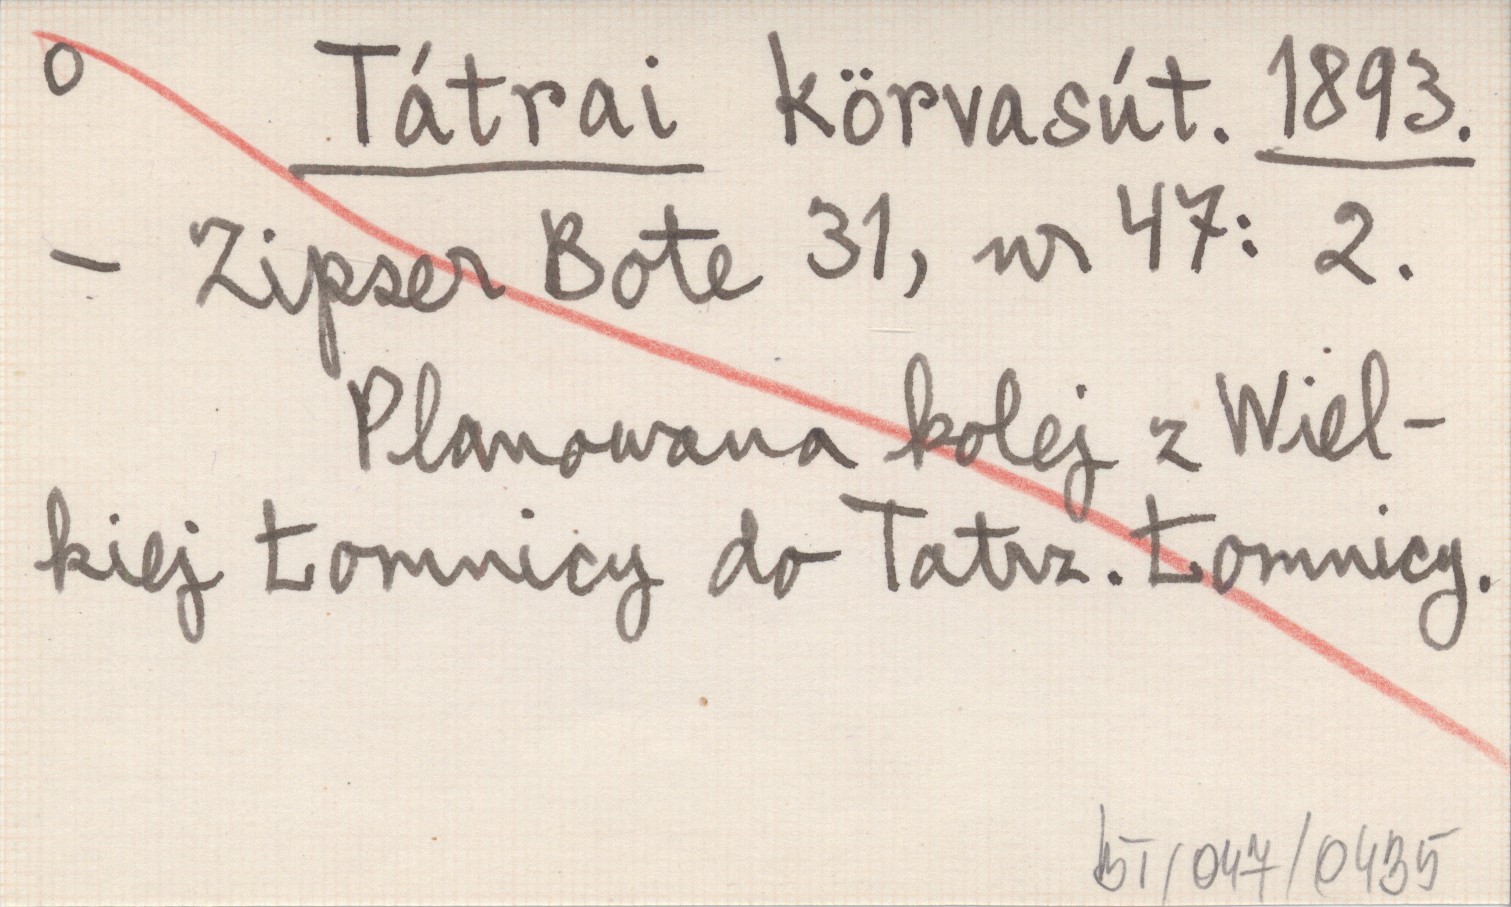 o Tátrai körvasút. 1893.
- Zipser Bote 31, nr 47: 2.
Planowana kolej z Wiel-
kiej Łomnicy do Tatrz. Łomnicy.
BT/047/0435